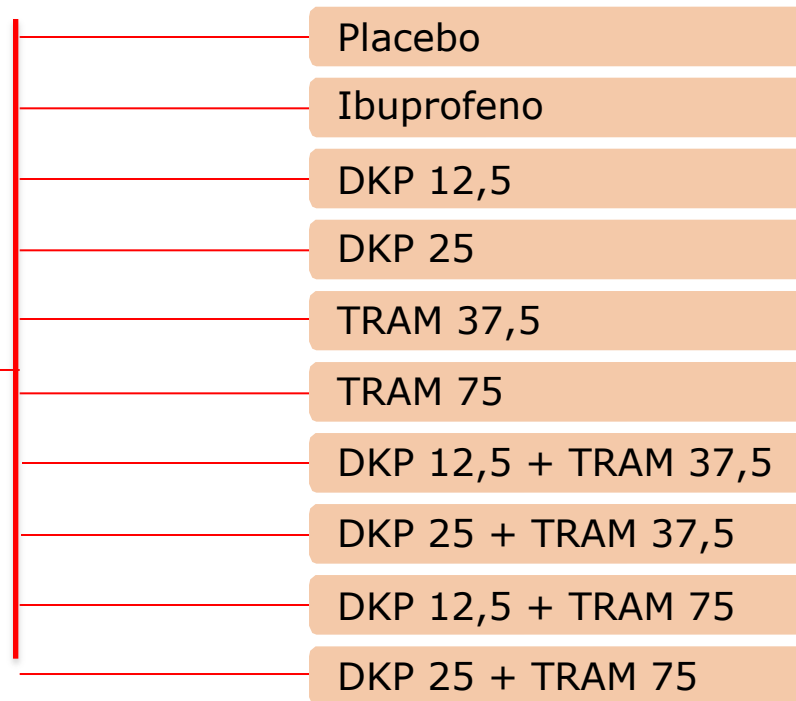 Placebo
Ibuprofeno
DKP 12,5
DKP 25
TRAM 37,5
TRAM 75
DKP 12,5 + TRAM 37,5
DKP 25 + TRAM 37,5
DKP 12,5 + TRAM 75
DKP 25 + TRAM 75